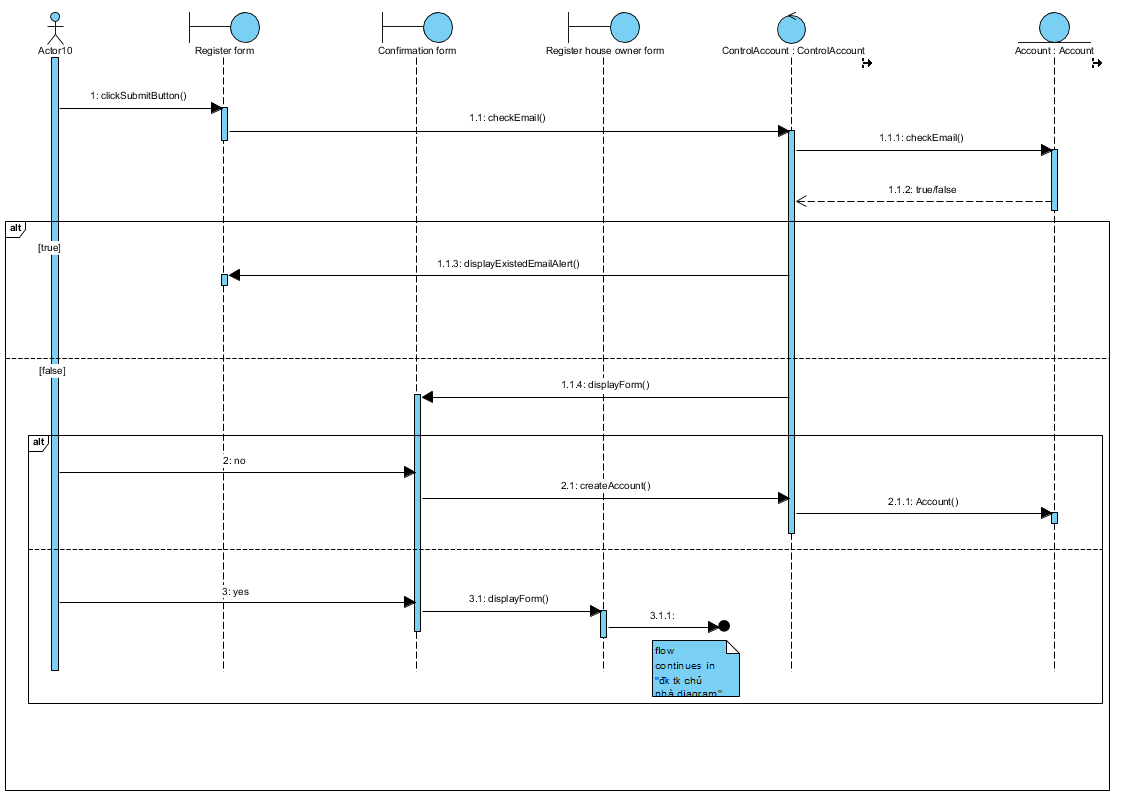 Actor10
Register form
Confirmation form
Register house owner form
ControlAccount : ControlAccount
Account : Account
1: clickSubmitButton()
1.1: checkEmail()
1.1.1: checkEmail()
1.1.2: true/false
alt
[true]
1.1.3: displayExistedEmailAlert()
[false]
1.1.4: displayForm()
alt
2: no
2.1: createAccount()
2.1.1: Account()
3: yes
3.1: displayForm()
3.1.1:
flow
continues in
"đk tk chủ
nhà diagram"